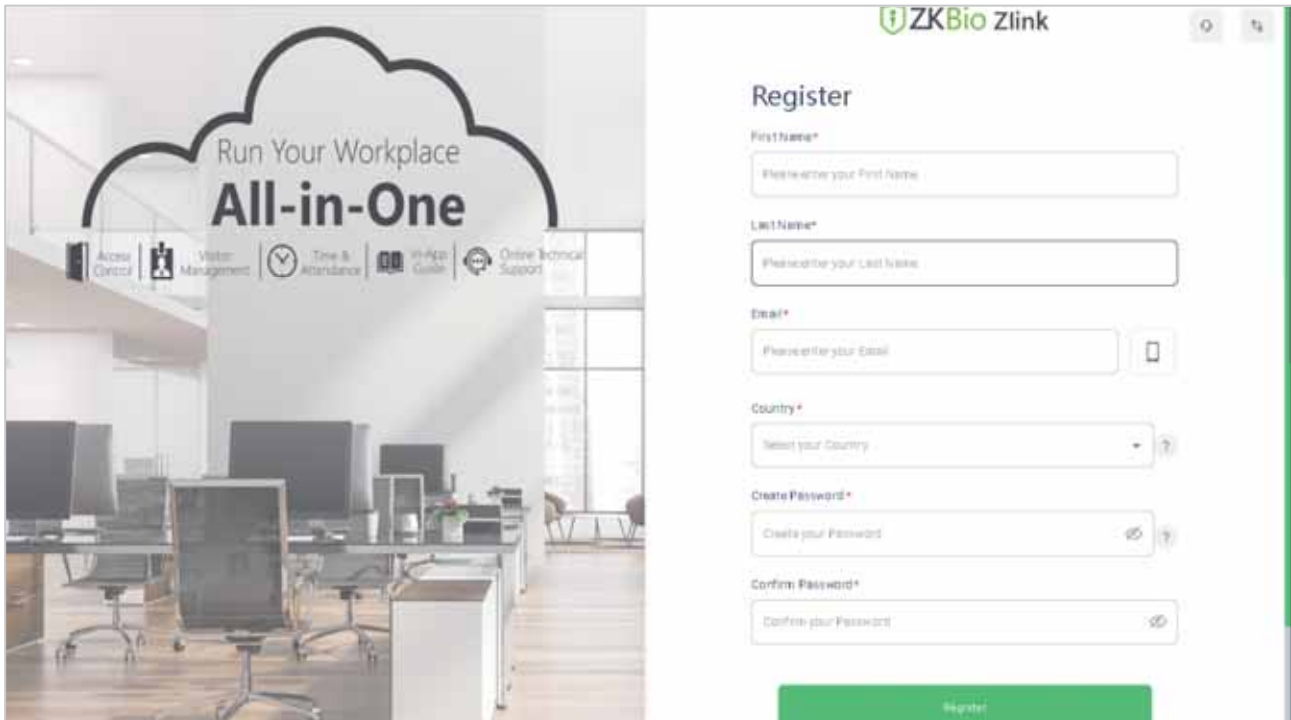 Run Your Workplace
All-in-One
Access
Control
Visitor
Management
Time &
Attendance
In-App
Guide
Online Technical
Support
ZKBio Zlink
Register
First Name*
Please enter your First Name
Last Name*
Please enter your Last Name
Email*
Please enter your Email
Country*
Select your Country
?
Create Password*
Create your Password
?
Confirm Password*
Confirm your Password
Register